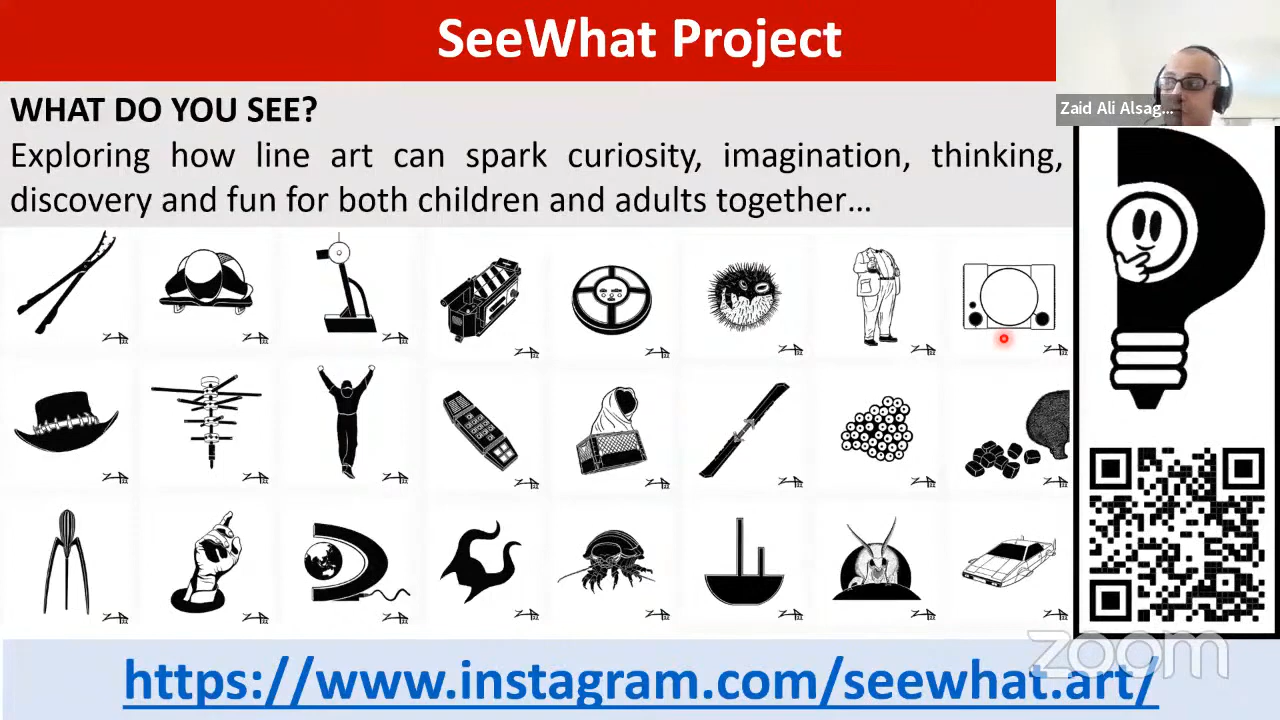 SeeWhat Project
Zaid Ali Alsag...
WHAT DO YOU SEE?
Exploring how line art can spark curiosity, imagination, thinking,
discovery and fun for both children and adults together...
https://www.instagram.com/seewhat.art/
zoom